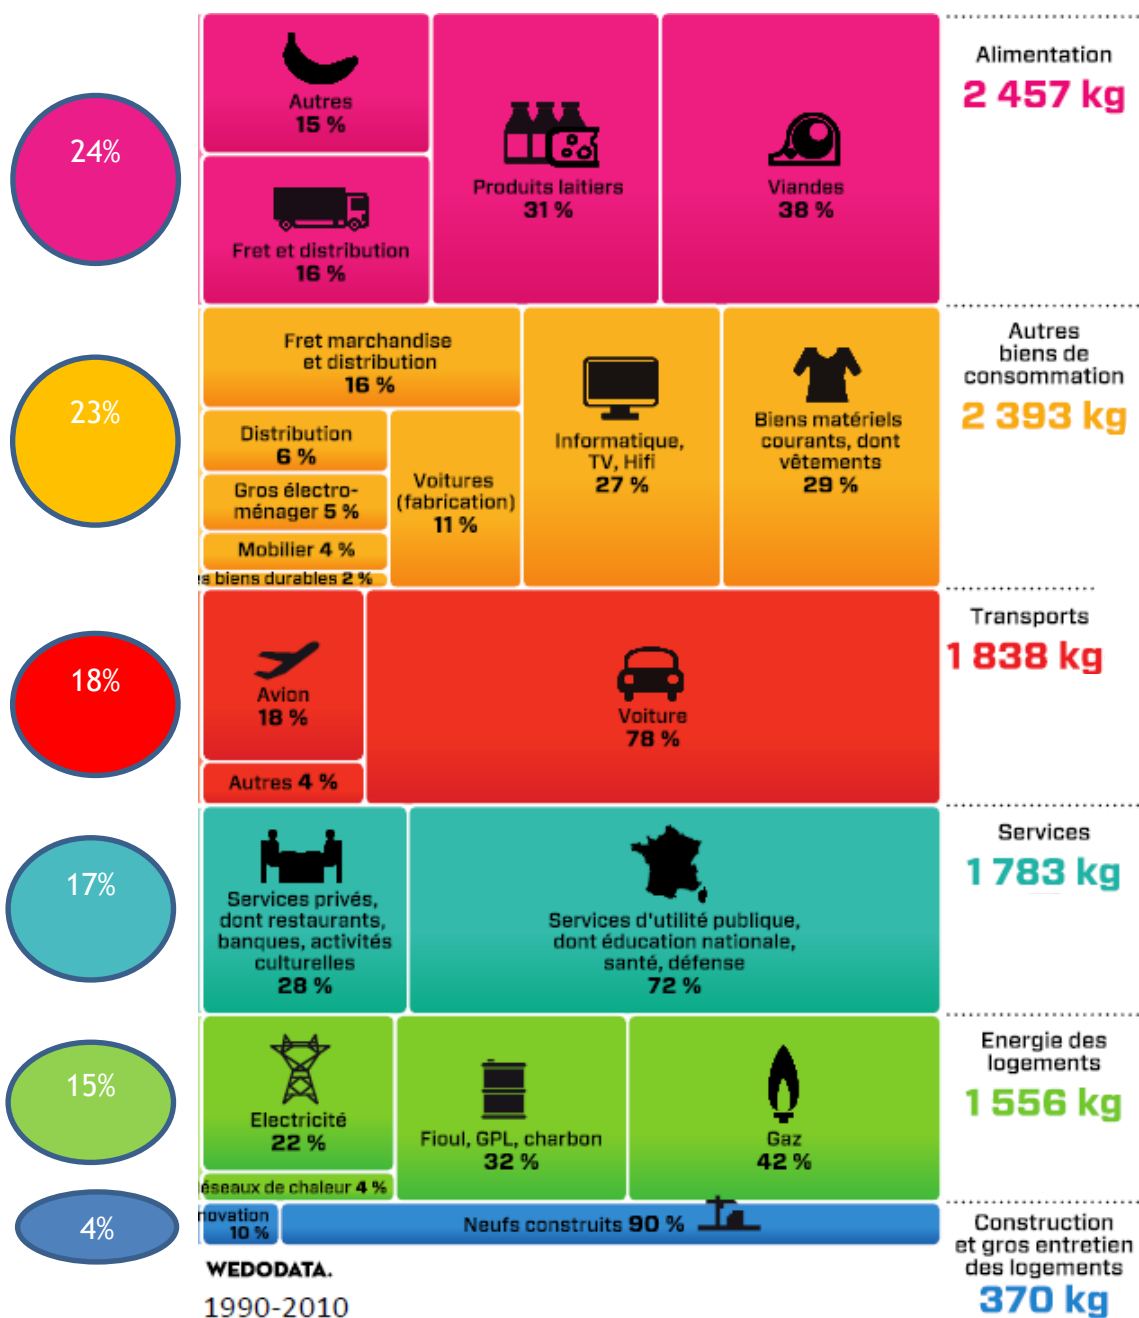 24%
Autres
15 %
Fret et distribution
16 %
Produits laitiers
31 %
Viandes
38 %
Alimentation
2 457 kg
23%
Fret marchandise
et distribution
16 %
Distribution
6 %
Gros électro-
ménager 5 %
Mobilier 4 %
biens durables 2 %
Voitures
(fabrication)
11 %
Informatique,
TV, Hifi
27 %
Biens matériels
courants, dont
vêtements
29 %
Autres
biens de
consommation
2 393 kg
18%
Avion
18 %
Autres 4 %
Voiture
78 %
Transports
1 838 kg
17%
Services privés,
dont restaurants,
banques, activités
culturelles
28 %
Services d'utilité publique,
dont éducation nationale,
santé, défense
72 %
Services
1 783 kg
15%
Electricité
22 %
éseaux de chaleur 4 %
Fioul, GPL, charbon
32 %
Gaz
42 %
Energie des
logements
1 556 kg
4%
novation
10 %
Neufs construits 90 %
Construction
et gros entretien
des logements
370 kg
WEDODATA.
1990-2010